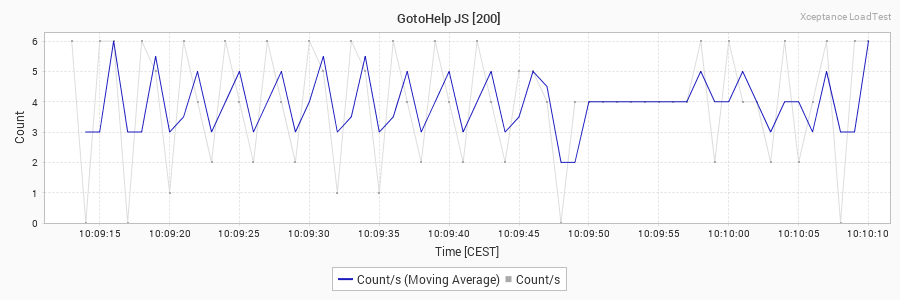 GotoHelp JS [200]
Xceptance LoadTest
Count
6
5
4
3
2
1
0
10:09:15 10:09:20 10:09:25 10:09:30 10:09:35 10:09:40 10:09:45 10:09:50 10:09:55 10:10:00 10:10:05 10:10:10
Time [CEST]
Count/s (Moving Average) Count/s